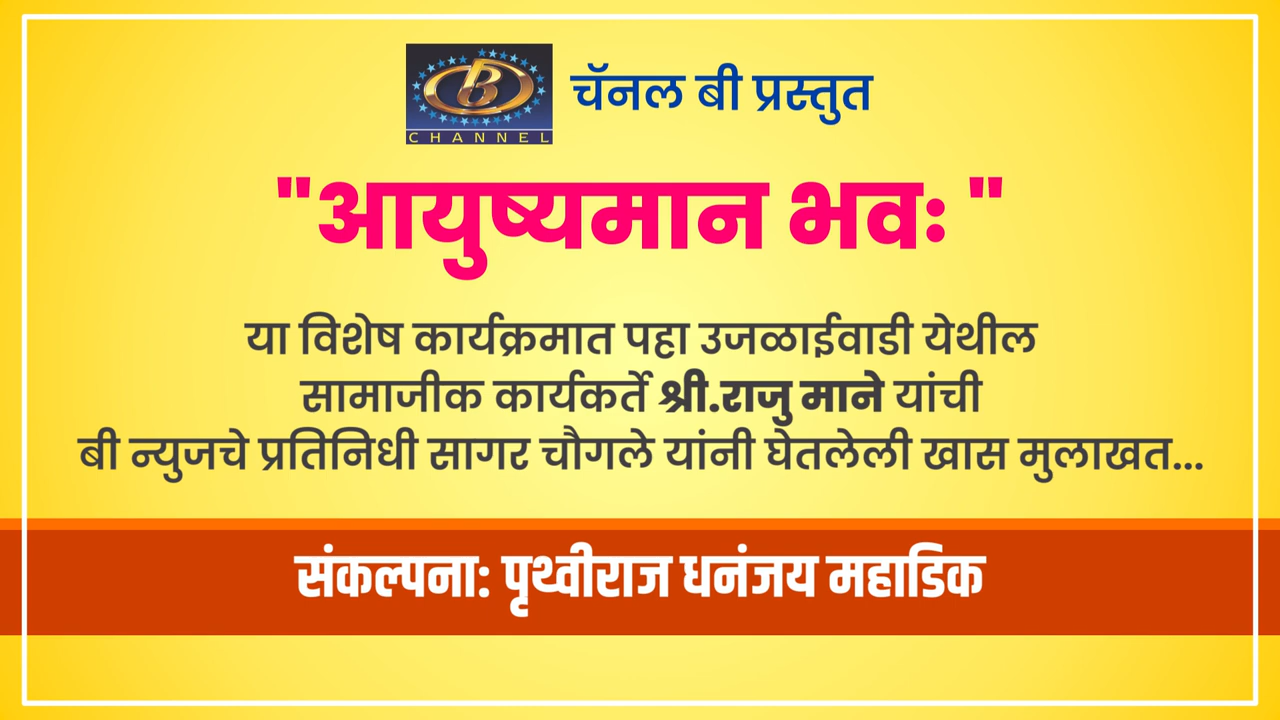 B
CHANNEL
चॅनल बी प्रस्तुत
"आयुष्यमान भवः "
या विशेष कार्यक्रमात पहा उजळाईवाडी येथील
सामाजीक कार्यकर्ते श्री.राजु माने यांची
बी न्युजचे प्रतिनिधी सागर चौगले यांनी घेतलेली खास मुलाखत...
संकल्पना: पृथ्वीराज धनंजय महाडिक